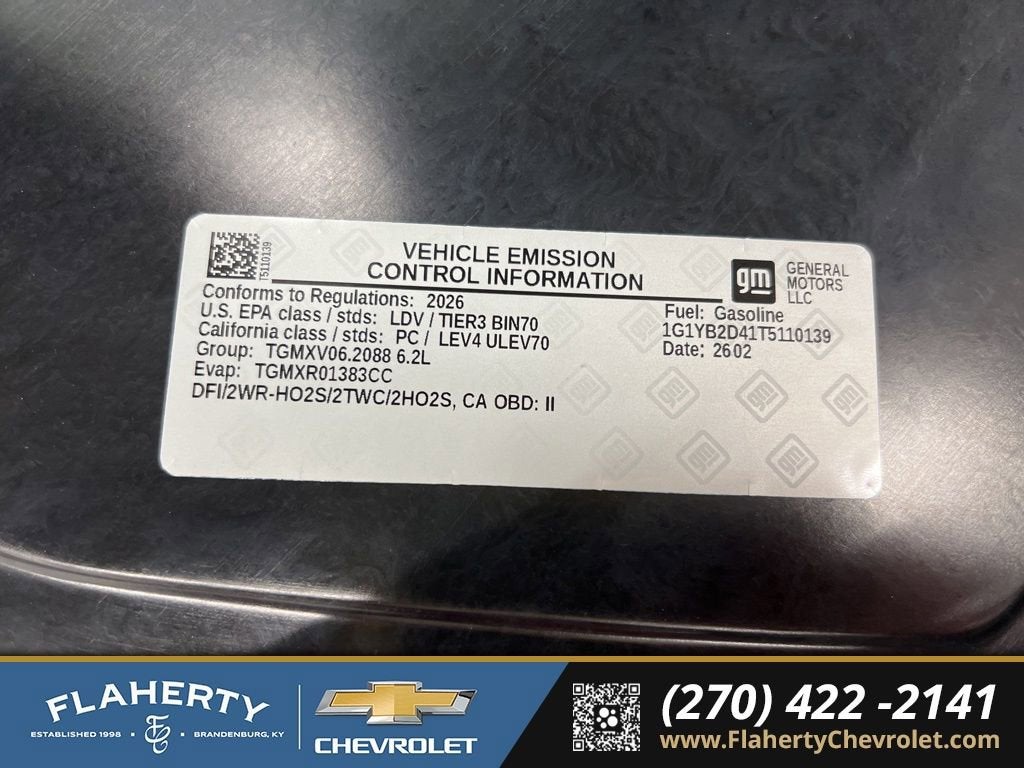 T5110139
VEHICLE EMISSION
CONTROL INFORMATION
gm
GENERAL
MOTORS
LLC
Conforms to Regulations: 2026
U.S. EPA class / stds: LDV / TIER3 BIN70
California class / stds: PC / LEV4 ULEV70
Group: TGMXV06.2088 6.2L
Evap: TGMXR01383CC
DFI/2WR-HO2S/2TWC/2HO2S, CA OBD: II
Fuel: Gasoline
1G1YB2D41T5110139
Date: 2602
FLAHERTY
ESTABLISHED 1998 • FC • BRANDENBURG, KY
CHEVROLET
(270) 422 -2141
www.FlahertyChevrolet.com